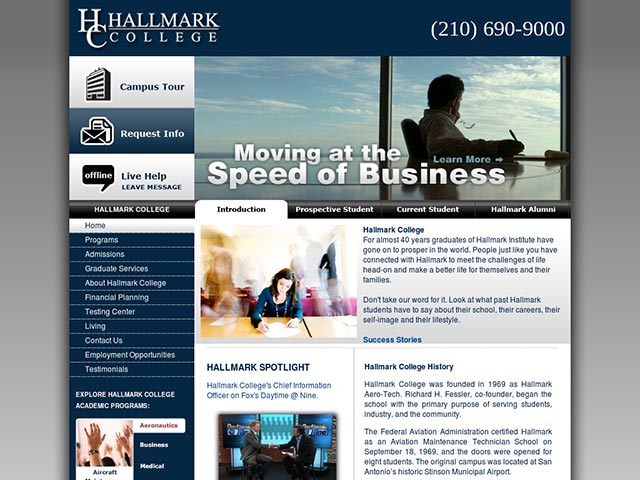 HC HALLMARK
COLLEGE
(210) 690-9000
Campus Tour
Request Info
offline
Live Help
LEAVE MESSAGE
Moving at the
Learn More
Speed of Business
HALLMARK COLLEGE
Introduction
Prospective Student
Current Student
Hallmark Alumni
Home
Programs
Admissions
Graduate Services
About Hallmark College
Financial Planning
Testing Center
Living
Contact Us
Employment Opportunities
Testimonials
EXPLORE HALLMARK COLLEGE
ACADEMIC PROGRAMS:
Aeronautics
Business
Medical
Aircraft
Hallmark College
For almost 40 years graduates of Hallmark Institute have
gone on to prosper in the world. People just like you have
connected with Hallmark to meet the challenges of life
head-on and make a better life for themselves and their
families.
Don't take our word for it. Look at what past Hallmark
students have to say about their school, their careers, their
self-image and their lifestyle.
Success Stories
HALLMARK SPOTLIGHT
Hallmark College's Chief Information
Officer on Fox's Daytime @ Nine.
Hallmark College History
Hallmark College was founded in 1969 as Hallmark
Aero-Tech. Richard H. Fessler, co-founder, began the
school with the primary purpose of serving students,
industry, and the community.
The Federal Aviation Administration certified Hallmark
as an Aviation Maintenance Technician School on
September 18, 1969, and the doors were opened for
eight students. The original campus was located at San
Antonio's historic Stinson Municipal Airport.